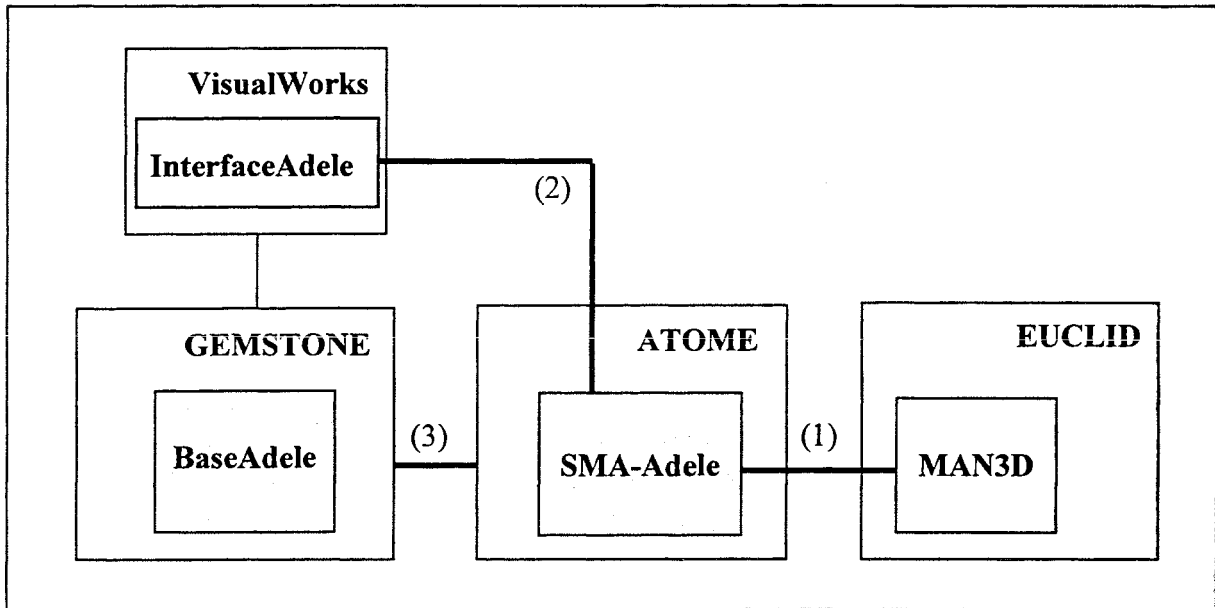 VisualWorks
InterfaceAdele
(2)
GEMSTONE
ATOME
EUCLID
BaseAdele
(3)
SMA-Adele
(1)
MAN3D